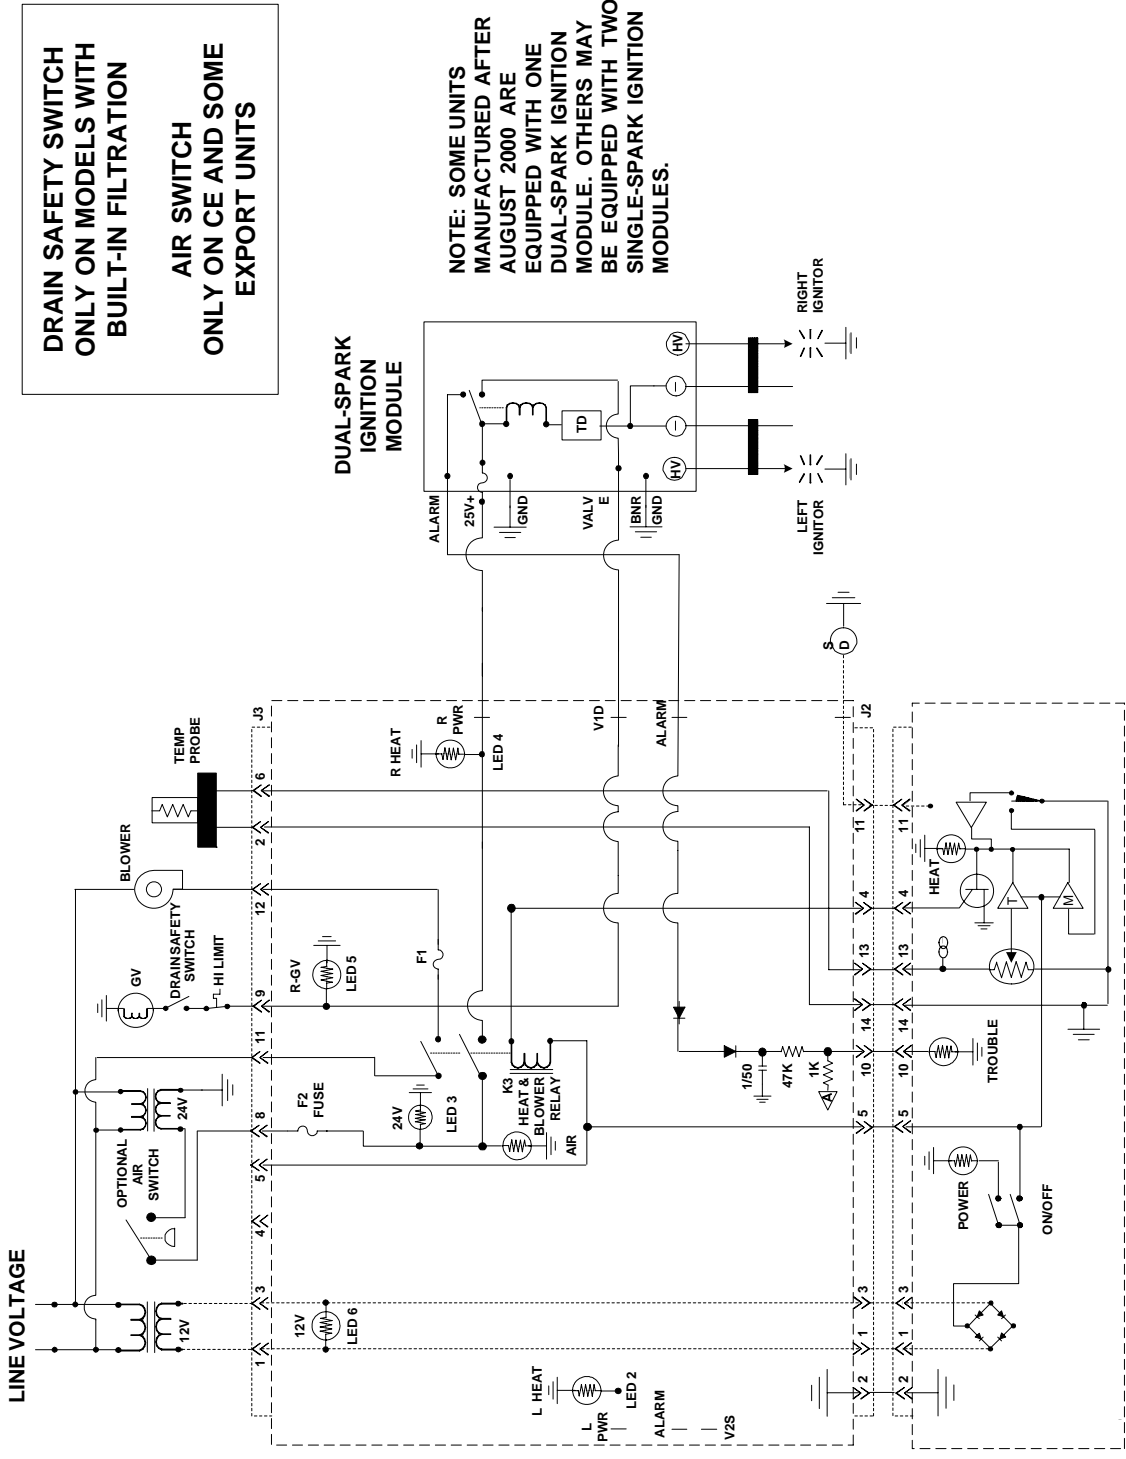 DRAIN SAFETY SWITCH
ONLY ON MODELS WITH
BUILT-IN FILTRATION
AIR SWITCH
ONLY ON CE AND SOME
EXPORT UNITS
NOTE: SOME UNITS
MANUFACTURED AFTER
AUGUST 2000 ARE
EQUIPPED WITH ONE
DUAL-SPARK IGNITION
MODULE. OTHERS MAY
BE EQUIPPED WITH TWO
SINGLE-SPARK IGNITION
MODULES.
DUAL-SPARK
IGNITION
MODULE
ALARM
25V+
GND
VALV
E
BNR
GND
TD
HV
HV
LEFT
IGNITOR
RIGHT
IGNITOR
LINE VOLTAGE
12V
24V
OPTIONAL
AIR
SWITCH
GV
DRAIN SAFETY
SWITCH
HI LIMIT
BLOWER
TEMP
PROBE
J3
1
3
4
5
8
11
9
12
2
6
12V
LED 6
F2
FUSE
24V
LED 3
R-GV
LED 5
F1
R HEAT
R
PWR
LED 4
K3
HEAT &
BLOWER
RELAY
AIR
V1D
ALARM
L HEAT
LED 2
L
PWR
ALARM
V2S
1/50
47K
1K
A
S
D
J2
2
1
3
5
10
14
13
4
11
2
1
3
5
10
14
13
4
11
POWER
ON/OFF
TROUBLE
HEAT
T
M